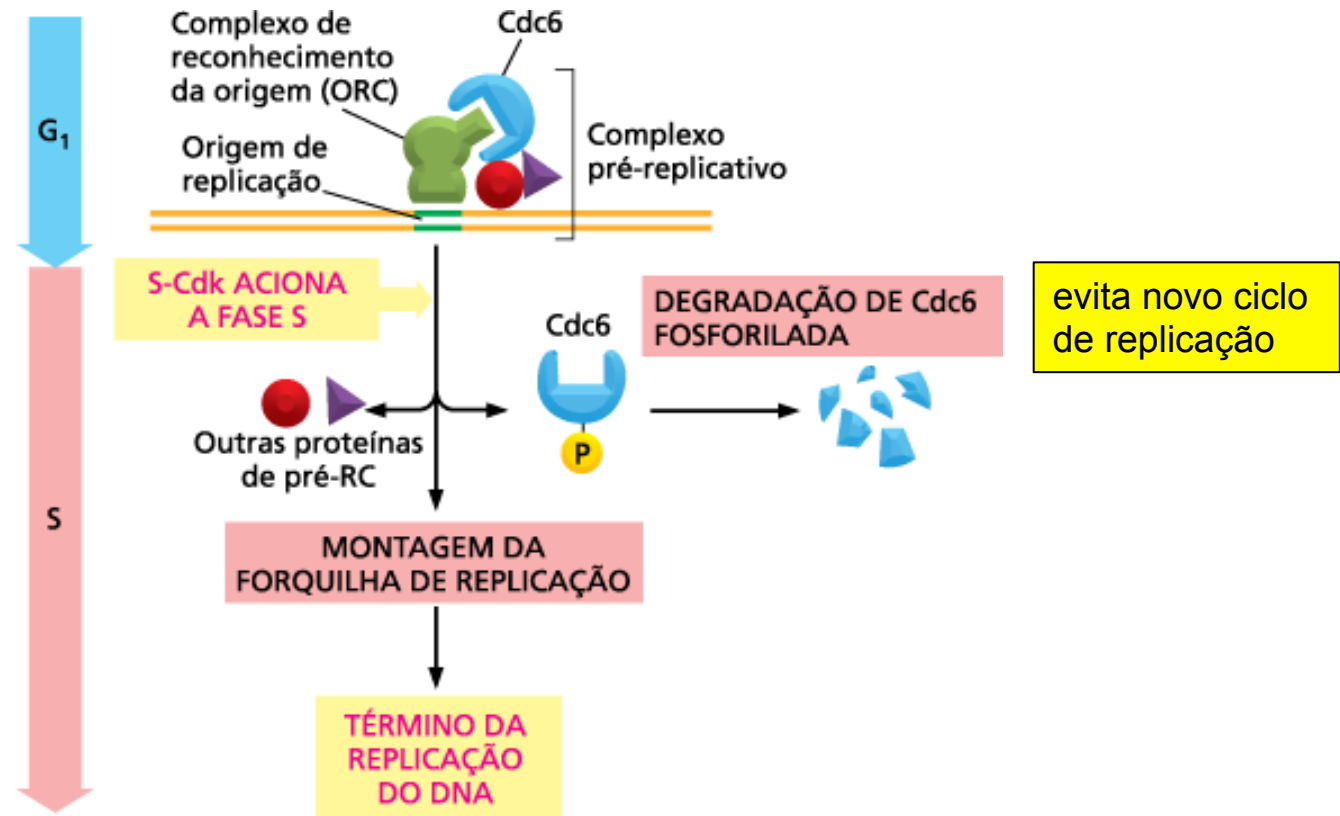 Complexo de
reconhecimento
da origem (ORC)
Cdc6
G1
Origem de
replicação
Complexo
pré-replicativo
S-Cdk ACIONA
A FASE S
Cdc6
DEGRADAÇÃO DE Cdc6
FOSFORILADA
evita novo ciclo
de replicação
P
Outras proteínas
de pré-RC
S
MONTAGEM DA
FORQUILHA DE REPLICAÇÃO
TÉRMINO DA
REPLICAÇÃO
DO DNA